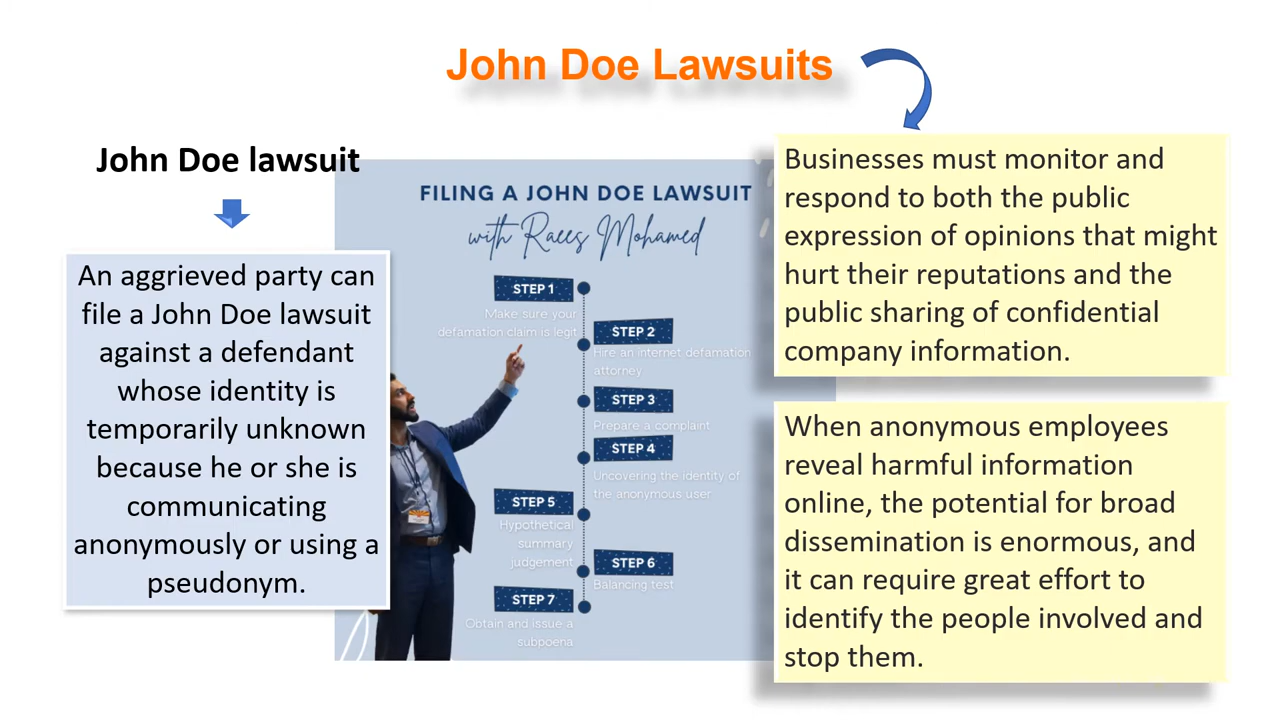 John Doe Lawsuits
John Doe lawsuit
An aggrieved party can
file a John Doe lawsuit
against a defendant
whose identity is
temporarily unknown
because he or she is
communicating
anonymously or using a
pseudonym.
FILING A JOHN DOE LAWSUIT
with Raees Mohamed
STEP 1
Make sure your
defamation claim is legit
STEP 2
Hire an internet defamation
attorney
STEP 3
Prepare a complaint
STEP 4
Uncovering the identity of
the anonymous user
STEP 5
Hypothetical
summary
judgement
STEP 6
Balancing test
STEP 7
Obtain and issue a
subpoena
Businesses must monitor and
respond to both the public
expression of opinions that might
hurt their reputations and the
public sharing of confidential
company information.
When anonymous employees
reveal harmful information
online, the potential for broad
dissemination is enormous, and
it can require great effort to
identify the people involved and
stop them.